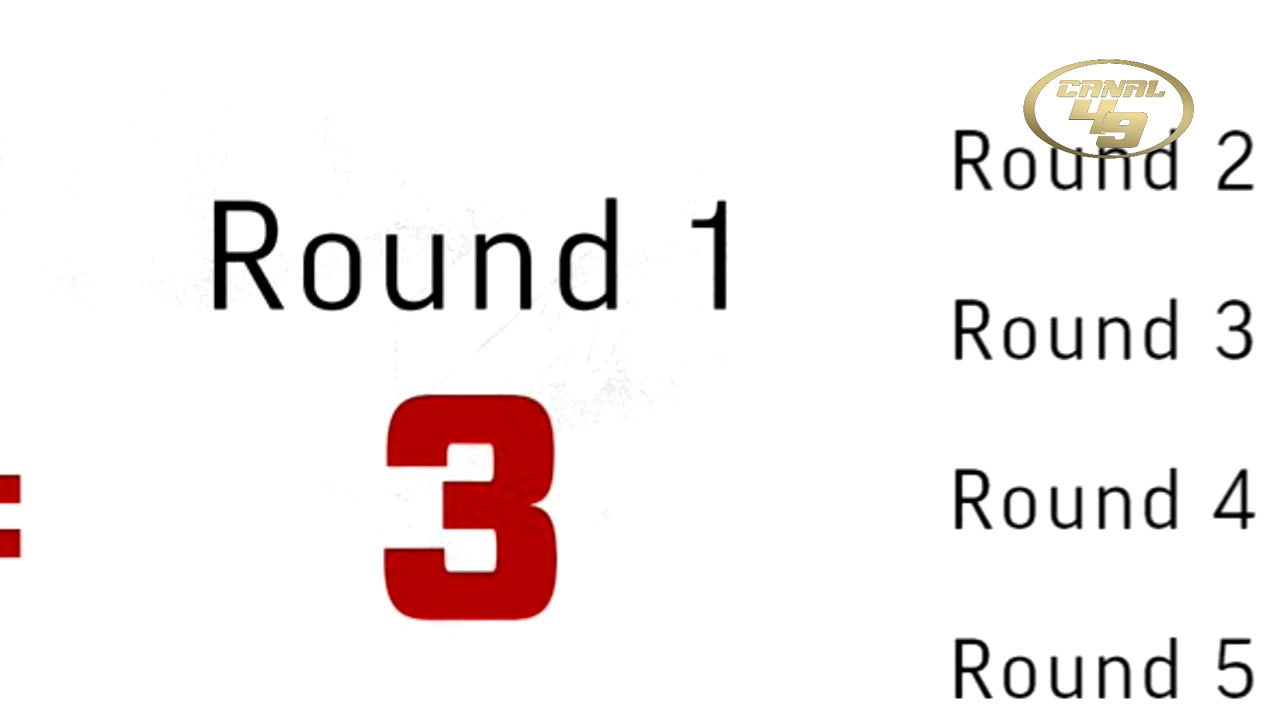 CANAL
49
Round 1
3
=
Round 2
Round 3
Round 4
Round 5